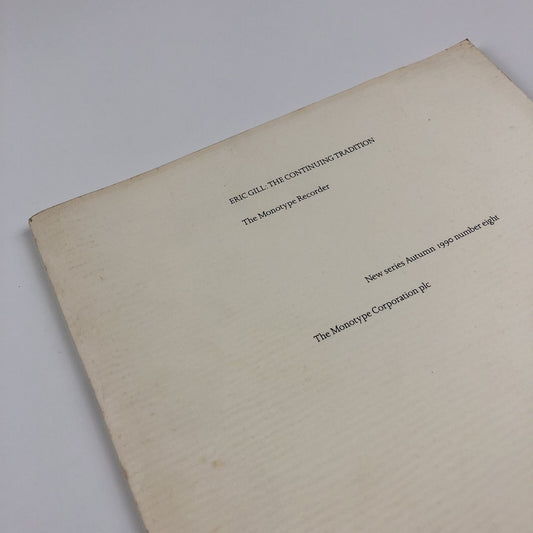 ERIC GILL: THE CONTINUING TRADITION
The Monotype Recorder
New series Autumn 1990 number eight
The Monotype Corporation plc